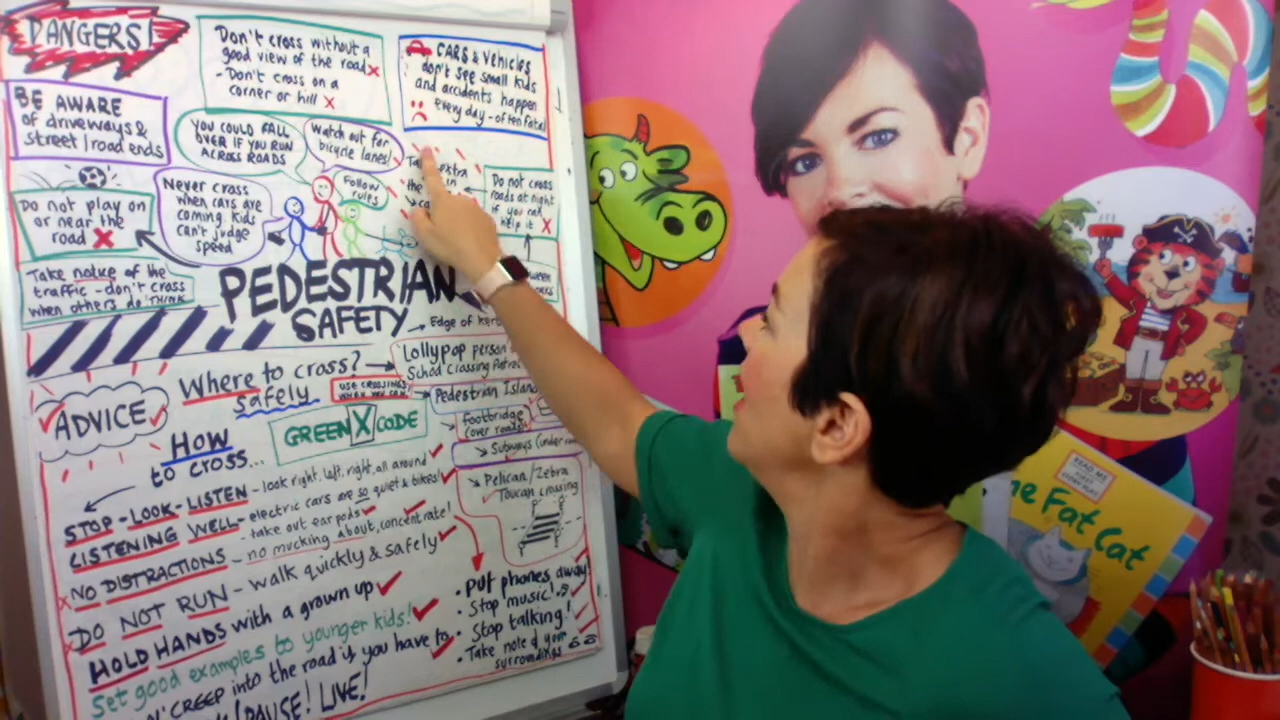 DANGERS!
Don't cross without a
good view of the road x
- Don't cross on a
corner or hill x
CARS & Vehicles
don't see small kids
and accidents happen
every day - often fatal
BE AWARE
of driveways &
street/road ends
YOU COULD FALL
OVER IF YOU RUN
ACROSS ROADS
Watch out for
bicycle lanes!
extra
in
the
Do not cross
roads at night
if you can
help it x
Follow
rules
Never cross
when cars are
coming. Kids
can't judge
speed
Do not play on
or near the
road x
Take notice of the
traffic - don't cross
when others do. THINK
PEDESTRIAN
SAFETY
Where to cross?
safely
USE CROSSINGS
WHEN YOU CAN
→ Edge of kerb
Lollypop person
School Crossing Patrol
→ Pedestrian Island
→ footbridge
(over road)
→ Subways (under
→ Pelican/Zebra
Toucan crossing
ADVICE
GREEN X CODE
HOW
to cross...
STOP-LOOK-LISTEN - look right, left, right, all around
LISTENING WELL - electric cars are so quiet & bikes!
- take out ear pods
NO DISTRACTIONS - no mucking about, concentrate!
DO NOT RUN - walk quickly & safely
HOLD HANDS with a grown up
Set good examples to younger kids!
'CREEP into the road if you have to
PAUSE! LIVE!
• Put phones away
• Stop music!
• Stop talking!
• Take note of your
surroundings
READ ME
The Fat Cat